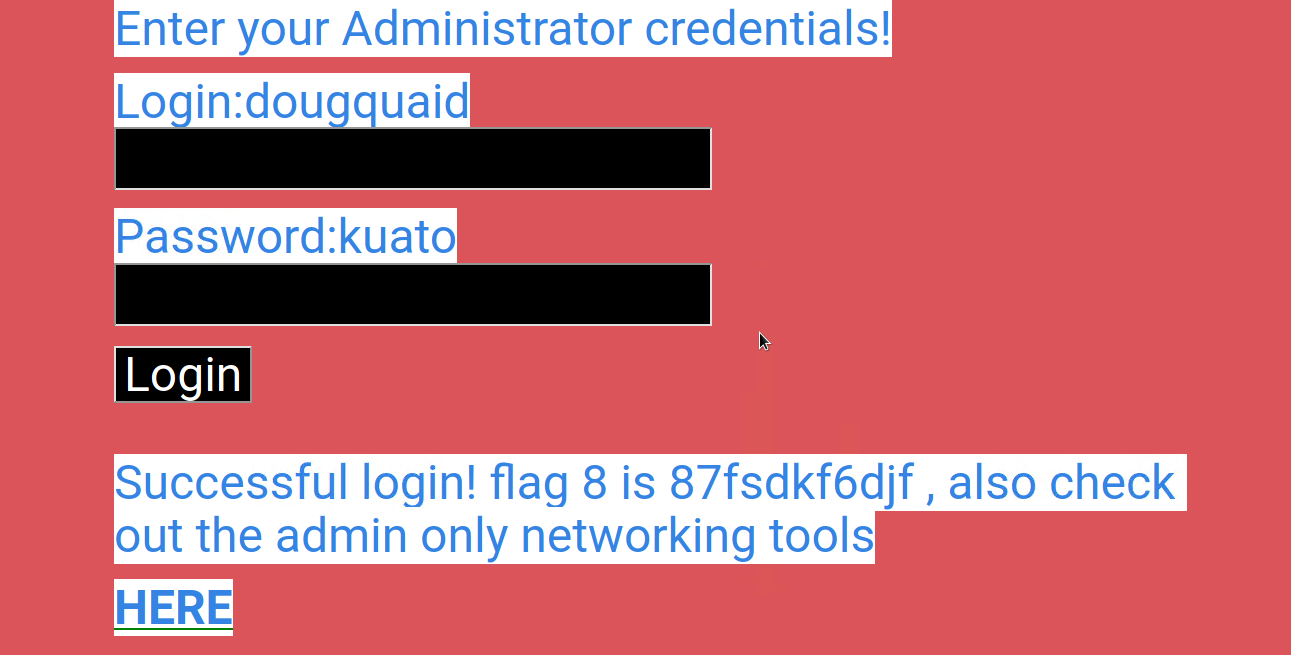 Enter your Administrator credentials!
Login:dougquaid
Password:kuato
Login
Successful login! flag 8 is 87fsdkf6djf , also check
out the admin only networking tools
HERE